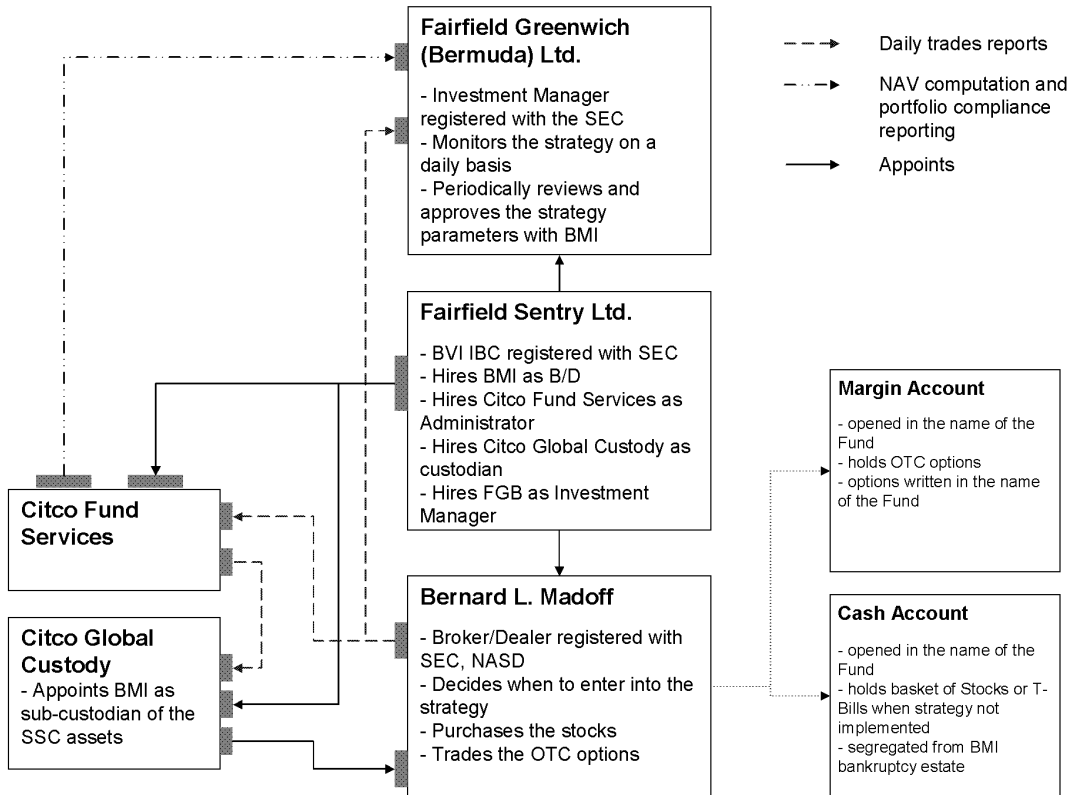 Fairfield Greenwich
(Bermuda) Ltd.
- Investment Manager
registered with the SEC
- Monitors the strategy on a
daily basis
- Periodically reviews and
approves the strategy
parameters with BMI
Daily trades reports
NAV computation and
portfolio compliance
reporting
Appoints
Fairfield Sentry Ltd.
- BVI IBC registered with SEC
- Hires BMI as B/D
- Hires Citco Fund Services as
Administrator
- Hires Citco Global Custody as
custodian
- Hires FGB as Investment
Manager
Margin Account
- opened in the name of the
Fund
- holds OTC options
- options written in the name
of the Fund
Citco Fund
Services
Citco Global
Custody
- Appoints BMI as
sub-custodian of the
SSC assets
Bernard L. Madoff
- Broker/Dealer registered with
SEC, NASD
- Decides when to enter into the
strategy
- Purchases the stocks
- Trades the OTC options
Cash Account
- opened in the name of the
Fund
- holds basket of Stocks or T-
Bills when strategy not
implemented
- segregated from BMI
bankruptcy estate